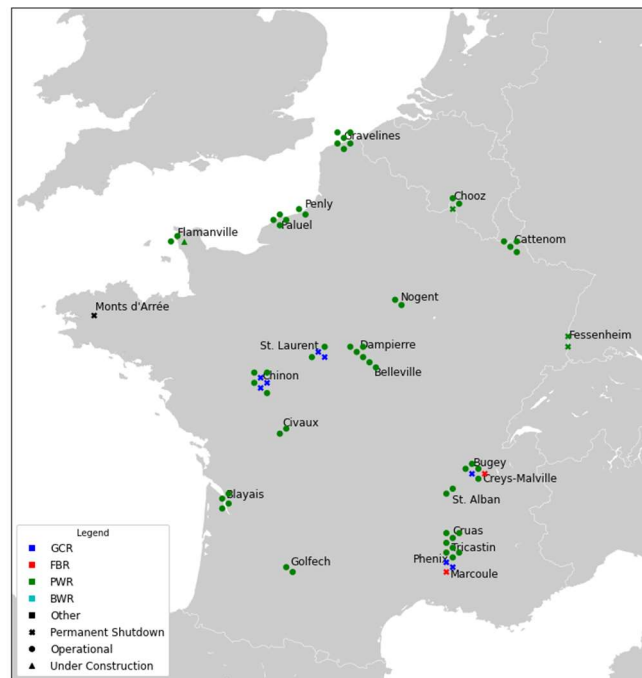 Gravelines
Chooz
Penly
Paluel
Flamanville
Cattenom
Nogent
Monts d'Arrée
Fessenheim
St. Laurent
Dampierre
Belleville
Chinon
Civaux
Bugey
Creys-Malville
St. Alban
Blayais
Cruas
Tricastin
Phenix
Marcoule
Golfech
Legend
GCR
FBR
PWR
BWR
Other
Permanent Shutdown
Operational
Under Construction